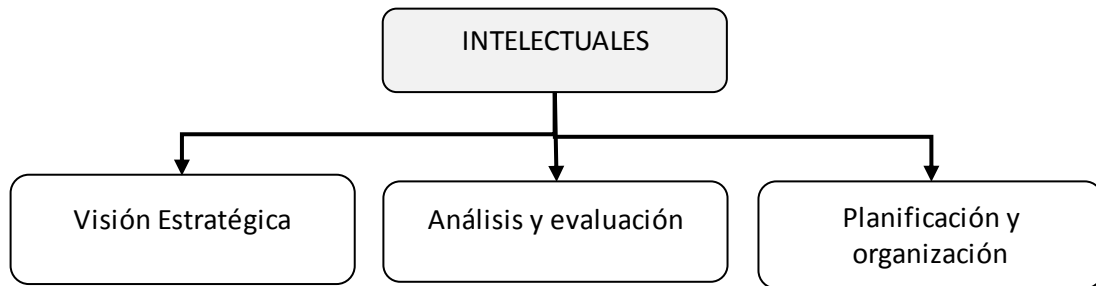 INTELECTUALES
Visión Estratégica
Análisis y evaluación
Planificación y
organización